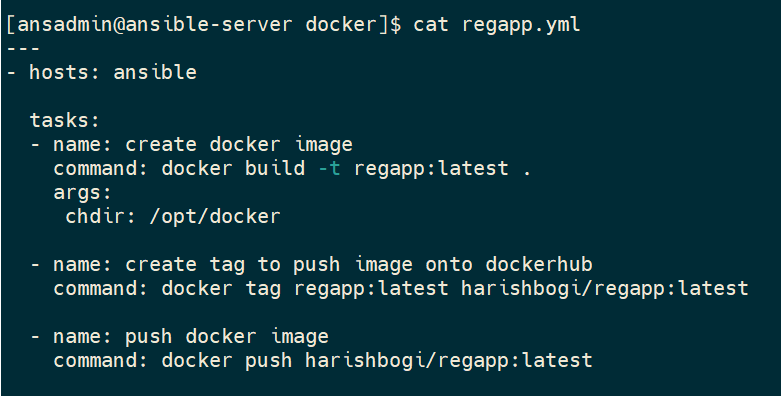 [ansadmin@ansible-server docker]$ cat regapp.yml
---
- hosts: ansible

  tasks:
  - name: create docker image
    command: docker build -t regapp:latest .
    args:
     chdir: /opt/docker

  - name: create tag to push image onto dockerhub
    command: docker tag regapp:latest harishbogi/regapp:latest

  - name: push docker image
    command: docker push harishbogi/regapp:latest